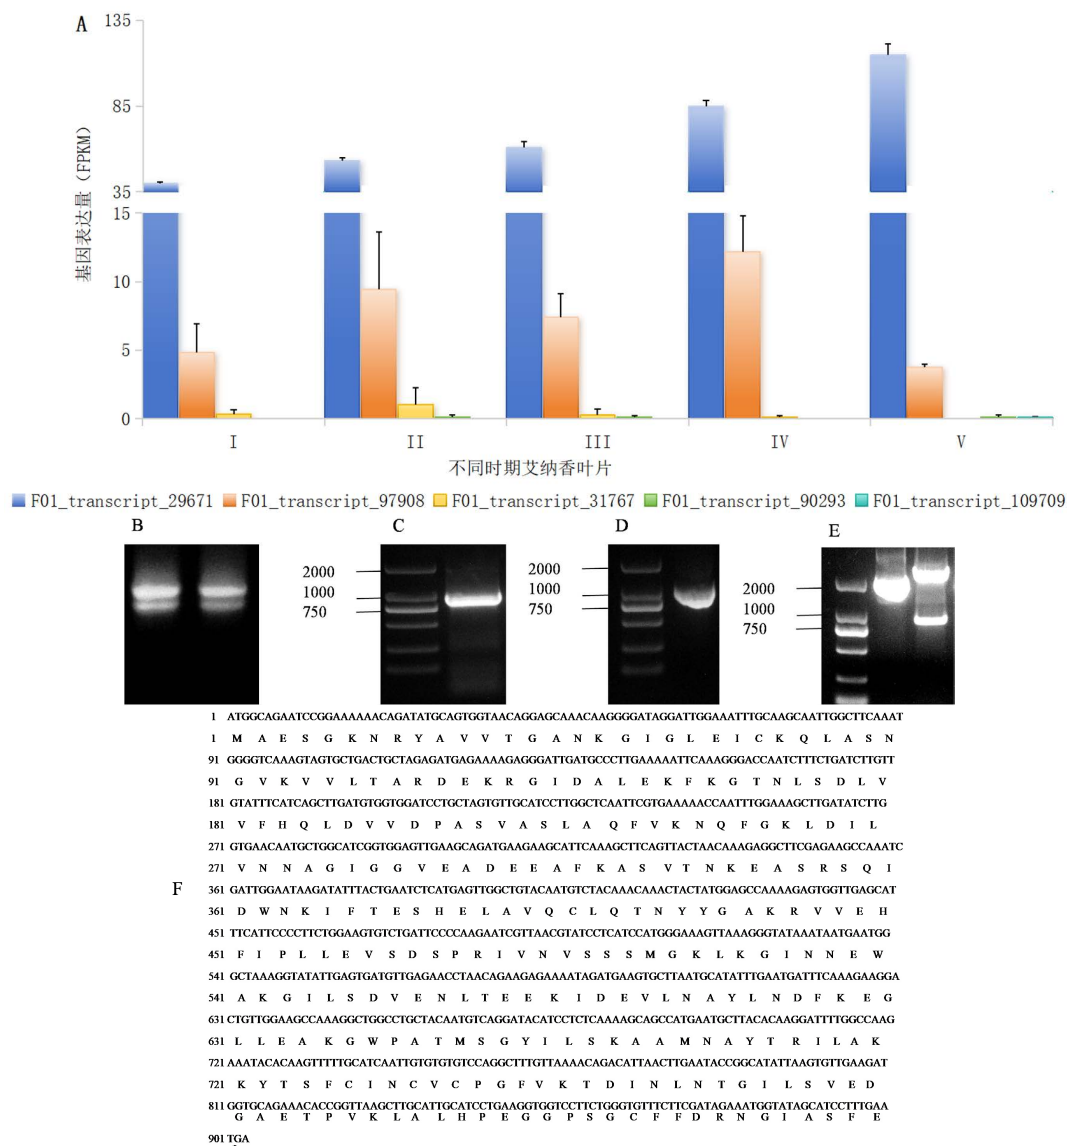 A
135
85
35
15
10
5
0
基因表达量（FPKM）
I II III IV V
不同时期艾纳香叶片
F01_transcript_29671 F01_transcript_97908 F01_transcript_31767 F01_transcript_90293 F01_transcript_109709
B C D E
2000 2000 2000
1000 1000 1000
750 750 750
1 ATGGCAGAATCCGGAAAAAACAGATATGCAGTGGTAACAGGAGCAAACAAGGGGATAGGATTGGAAATTTGCAAGCAATTGGCTTCAAAT
1 M A E S G K N R Y A V V T G A N K G I G L E I C K Q L A S N
91 GGGGTCAAAGTAGTGCTGACTGCTAGAGATGAGAAAAGAGGGATTGATGCCCTTGAAAAATTCAAAGGGACCAATCTTTCTGATCTTGTT
91 G V K V V L T A R D E K R G I D A L E K F K G T N L S D L V
181 GTATTTCATCAGCTTGATGTGGTGGATCCTGCTAGTGTTGCATCCTTGGCTCAATTCGTGAAAAACCAATTTGGAAAGCTTGATATCTTG
181 V F H Q L D V V D P A S V A S L A Q F V K N Q F G K L D I L
271 GTGAACAATGCTGGCATCGGTGGAGTTGAAGCAGATGAAGAAGCATTCAAAGCTTCAGTTACTAACAAAGAGGCTTCGAGAAGCCAAATC
271 V N N A G I G G V E A D E E A F K A S V T N K E A S R S Q I
F
361 GATTGGAATAAGATATTTACTGAATCTCATGAGTTGGCTGTACAATGTCTACAAACAAACTACTATGGAGCCAAAAGAGTGGTTGAGCAT
361 D W N K I F T E S H E L A V Q C L Q T N Y Y G A K R V V E H
451 TTCATTCCCCTTCTGGAAGTGTCTGATTCCCCAAGAATCGTTAACGTATCCTCATCCATGGGAAAGTTAAAGGGTATAAATAATGAATGG
451 F I P L L E V S D S P R I V N V S S S M G K L K G I N N E W
541 GCTAAAGGTATATTGAGTGATGTTGAGAACCTAACAGAAGAGAAAATAGATGAAGTGCTTAATGCATATTTGAATGATTTCAAAGAAGGA
541 A K G I L S D V E N L T E E K I D E V L N A Y L N D F K E G
631 CTGTTGGAAGCCAAAGGCTGGCCTGCTACAATGTCAGGATACATCCTCTCAAAAGCAGCCATGAATGCTTACACAAGGATTTTGGCCAAG
631 L L E A K G W P A T M S G Y I L S K A A M N A Y T R I L A K
721 AAATACACAAGTTTTTGCATCAATTGTGTGTGTCCAGGCTTTGTTAAAACAGACATTAACTTGAATACCGGCATATTAAGTGTTGAAGAT
721 K Y T S F C I N C V C P G F V K T D I N L N T G I L S V E D
811 GGTGCAGAAACACCGGTTAAGCTTGCATTGCATCCTGAAGGTGGTCCTTCTGGGTGTTTCTTCGATAGAAATGGTATAGCATCCTTTGAA
G A E T P V K L A L H P E G G P S G C F F D R N G I A S F E
901 TGA